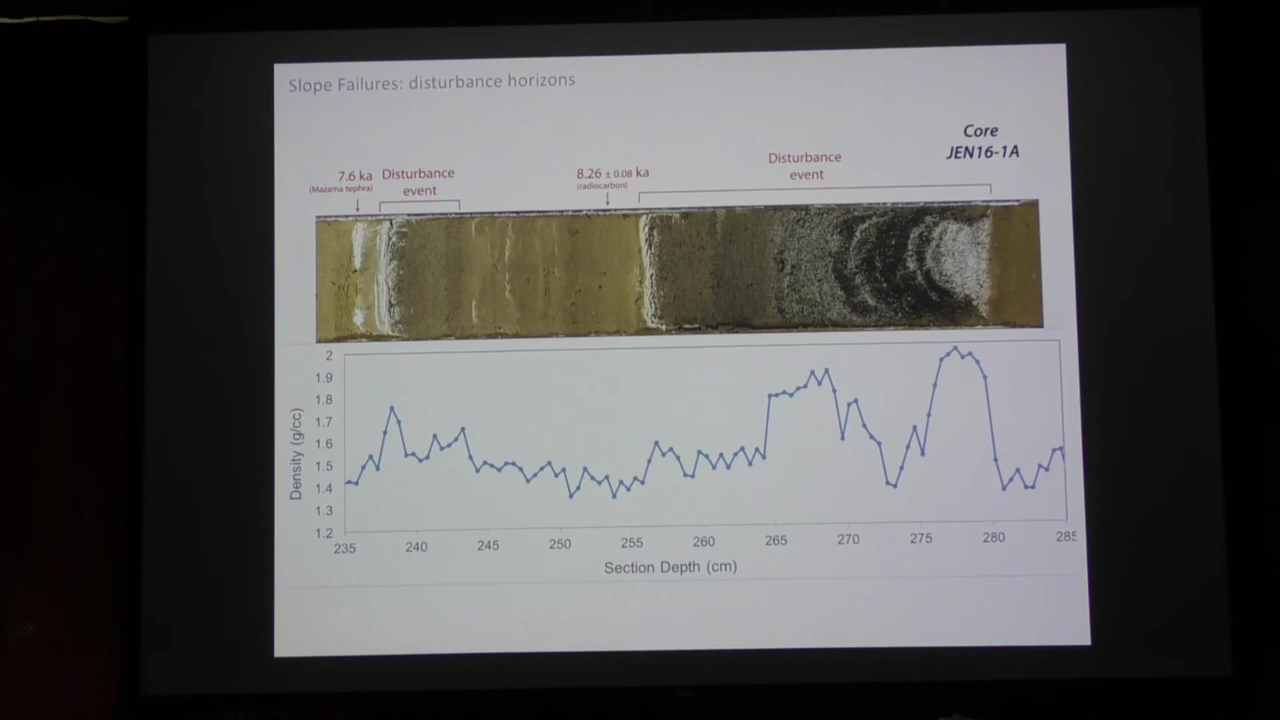 Slope Failures: disturbance horizons
Core
JEN16-1A
7.6 ka
(Mazama tephra)
Disturbance
event
8.26 ± 0.08 ka
(radiocarbon)
Disturbance
event
2
1.9
1.8
1.7
1.6
1.5
1.4
1.3
1.2
Density (g/cc)
235 240 245 250 255 260 265 270 275 280 285
Section Depth (cm)